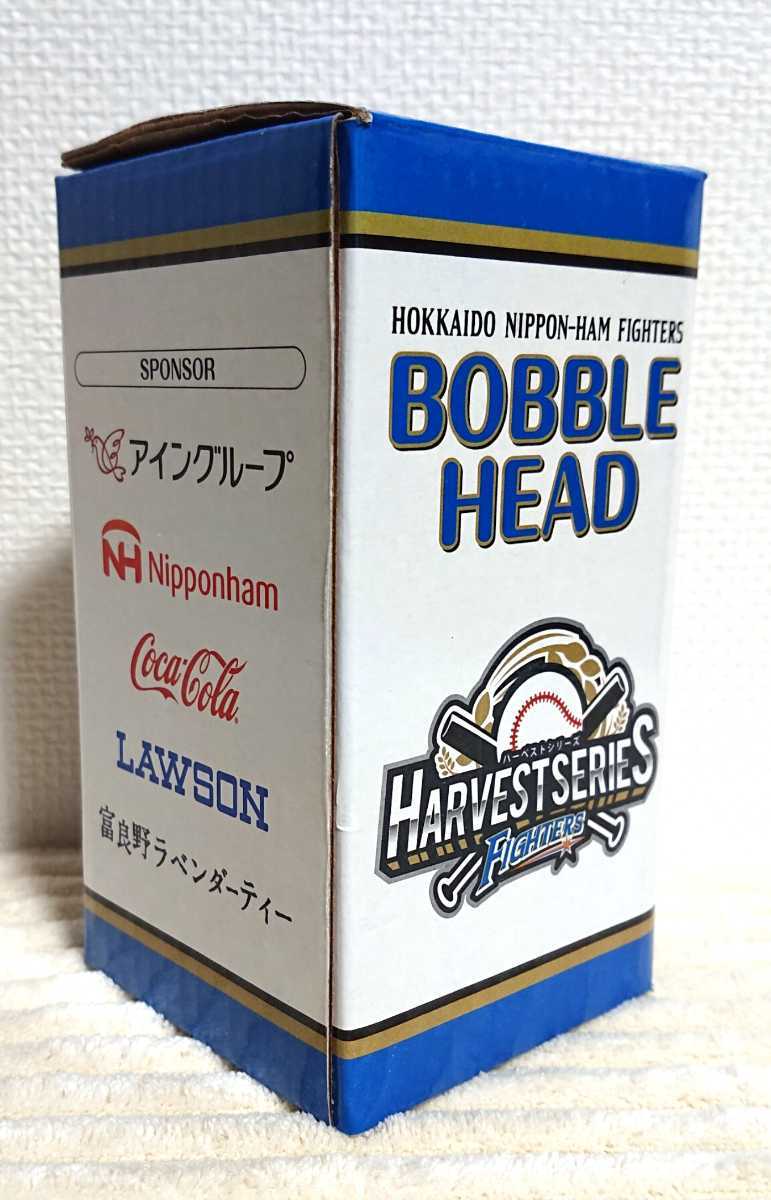 SPONSOR
アイングループ
NH Nipponham
Coca-Cola
LAWSON
富良野ラベンダーティー
HOKKAIDO NIPPON-HAM FIGHTERS
BOBBLE
HEAD
ハーベストシリーズ
HARVEST SERIES
FIGHTERS